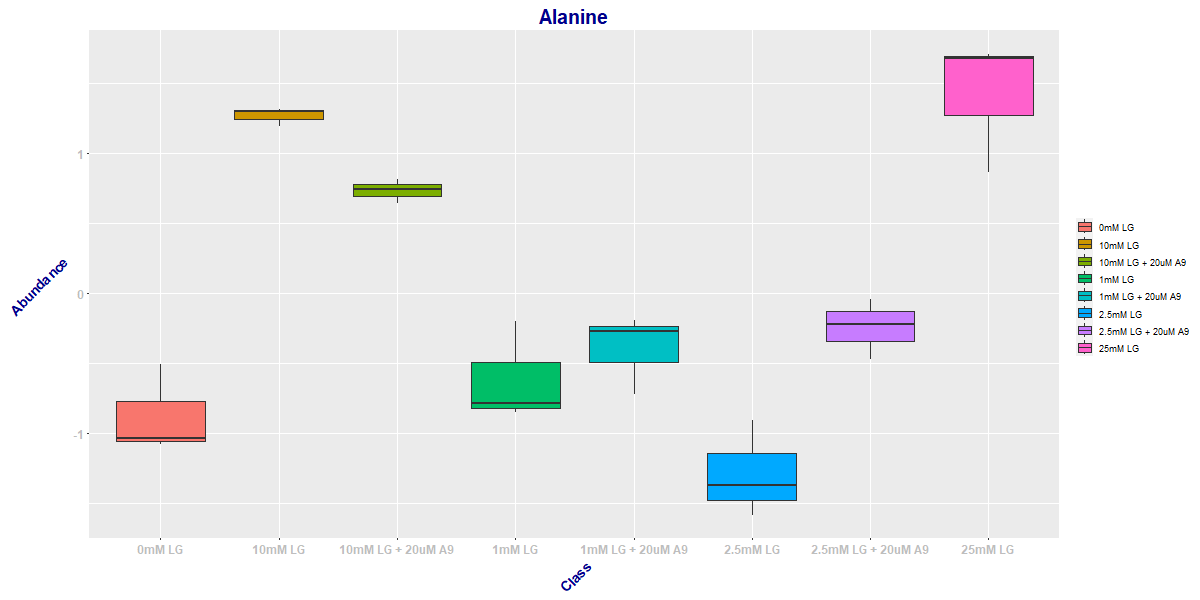 Alanine
Abundance
1
0
-1
0mM LG
10mM LG
10mM LG + 20uM A9
1mM LG
1mM LG + 20uM A9
2.5mM LG
2.5mM LG + 20uM A9
25mM LG
Class
0mM LG
10mM LG
10mM LG + 20uM A9
1mM LG
1mM LG + 20uM A9
2.5mM LG
2.5mM LG + 20uM A9
25mM LG